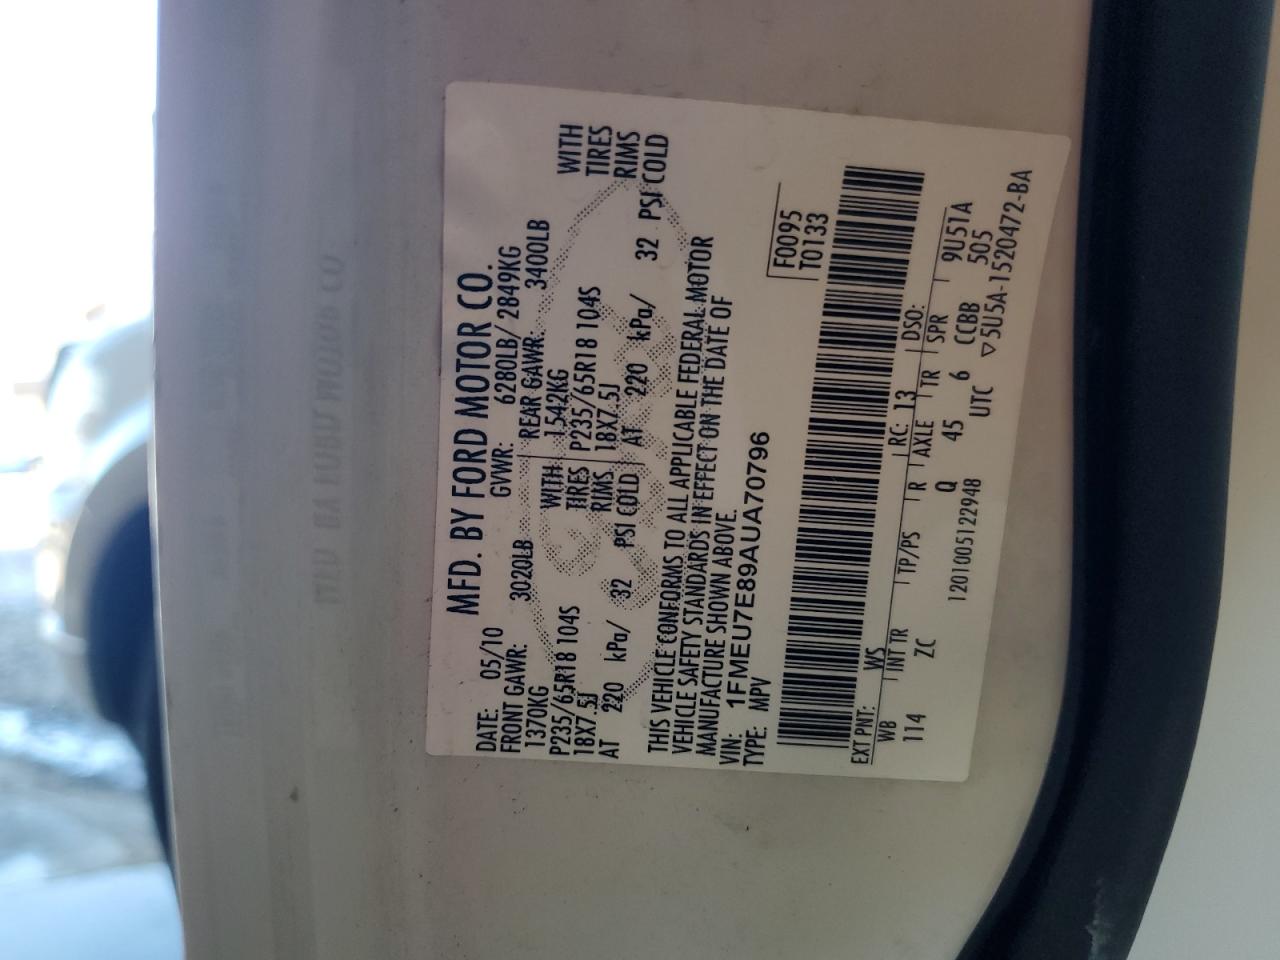 MFD. BY FORD MOTOR CO.
DATE: 05/10 GVWR: 6280LB/ 2849KG
FRONT GAWR: 3020LB REAR GAWR: 3400LB
1370KG WITH 1542KG WITH
P235/65R18 104S TIRES P235/65R18 104S TIRES
18X7.5J RIMS 18X7.5J RIMS
AT 220 kPa/ 32 PSI COLD AT 220 kPa/ 32 PSI COLD
THIS VEHICLE CONFORMS TO ALL APPLICABLE FEDERAL MOTOR
VEHICLE SAFETY STANDARDS IN EFFECT ON THE DATE OF
MANUFACTURE SHOWN ABOVE.
VIN: 1FMEU7E89AUA70796
TYPE: MPV
F0095
T0133
EXT PNT: WS RC: 13 DSO:
WB INT TR TP/PS R AXLE TR SPR 9U51A
114 ZC Q 45 6 CCBB 505
1201005122948 UTC ▽5U5A-1520472-BA